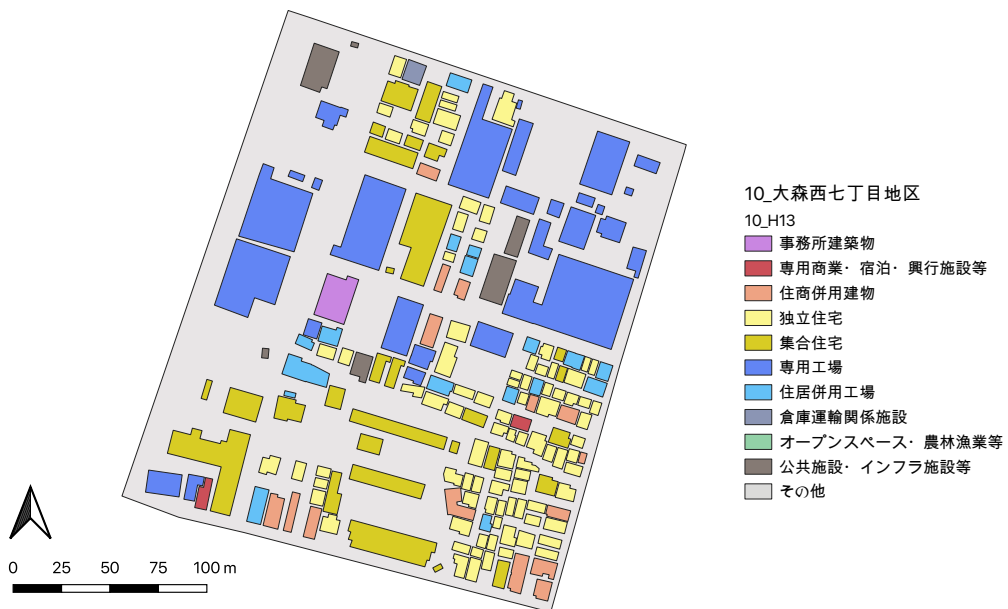 10_大森西七丁目地区
10_H13
事務所建築物
専用商業・宿泊・興行施設等
住商併用建物
独立住宅
集合住宅
専用工場
住居併用工場
倉庫運輸関係施設
オープンスペース・農林漁業等
公共施設・インフラ施設等
その他
0 25 50 75 100 m